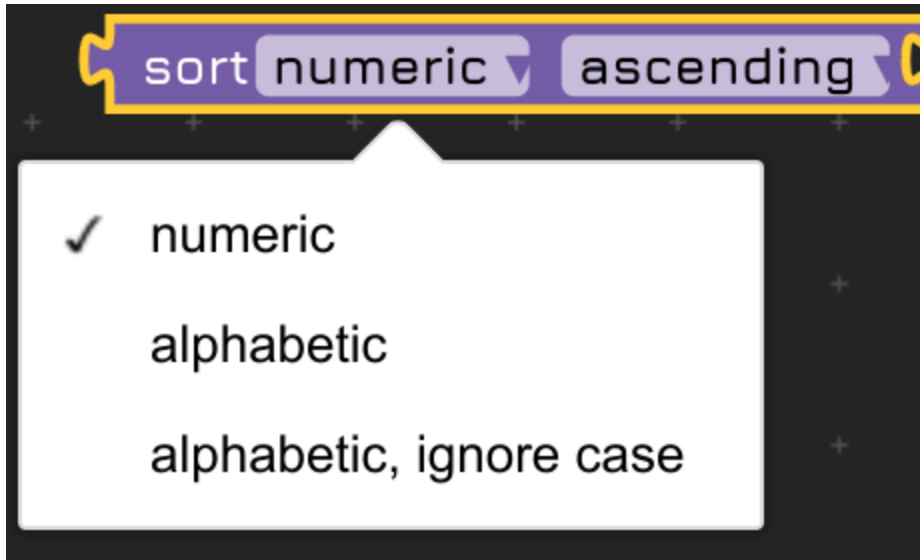 sort numeric ascending
numeric
alphabetic
alphabetic, ignore case